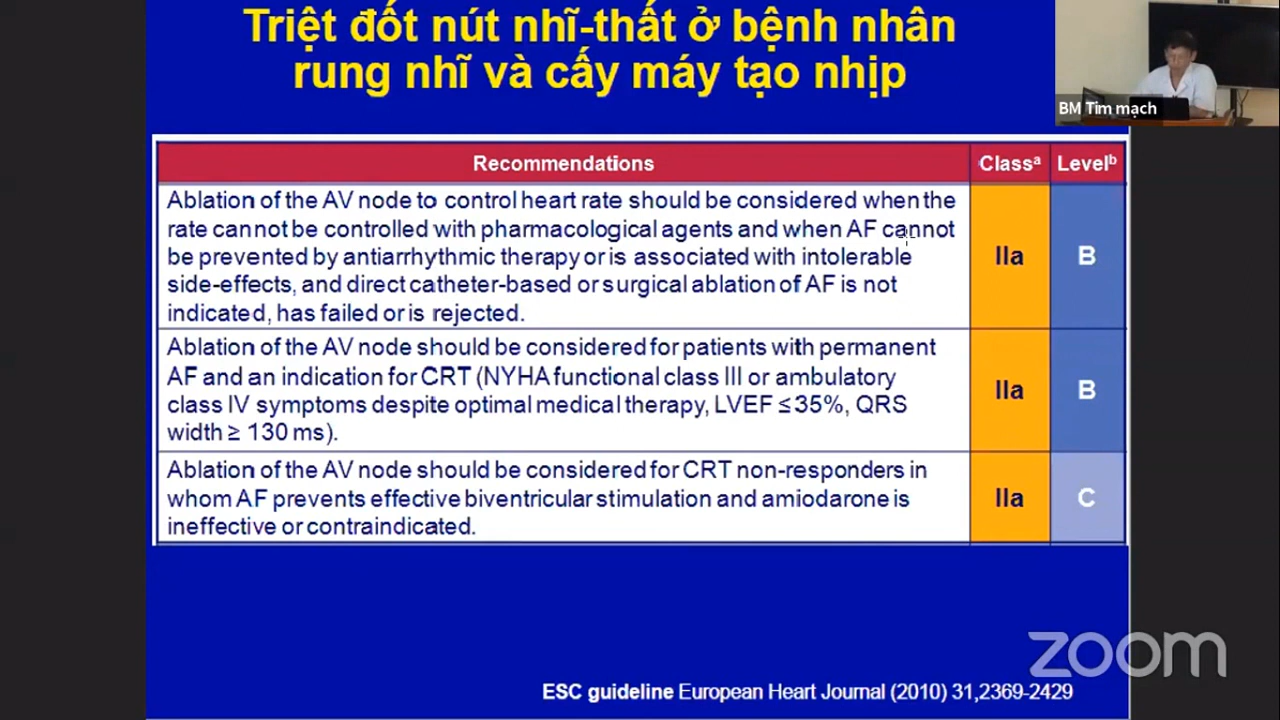 Triệt đốt nút nhĩ-thất ở bệnh nhân
rung nhĩ và cấy máy tạo nhịp
BM Tim mạch
Recommendations Classᵃ Levelᵇ
Ablation of the AV node to control heart rate should be considered when the
rate cannot be controlled with pharmacological agents and when AF cannot
be prevented by antiarrhythmic therapy or is associated with intolerable
side-effects, and direct catheter-based or surgical ablation of AF is not
indicated, has failed or is rejected.
IIa B
Ablation of the AV node should be considered for patients with permanent
AF and an indication for CRT (NYHA functional class III or ambulatory
class IV symptoms despite optimal medical therapy, LVEF ≤ 35%, QRS
width ≥ 130 ms).
IIa B
Ablation of the AV node should be considered for CRT non-responders in
whom AF prevents effective biventricular stimulation and amiodarone is
ineffective or contraindicated.
IIa C
zoom
ESC guideline European Heart Journal (2010) 31,2369-2429